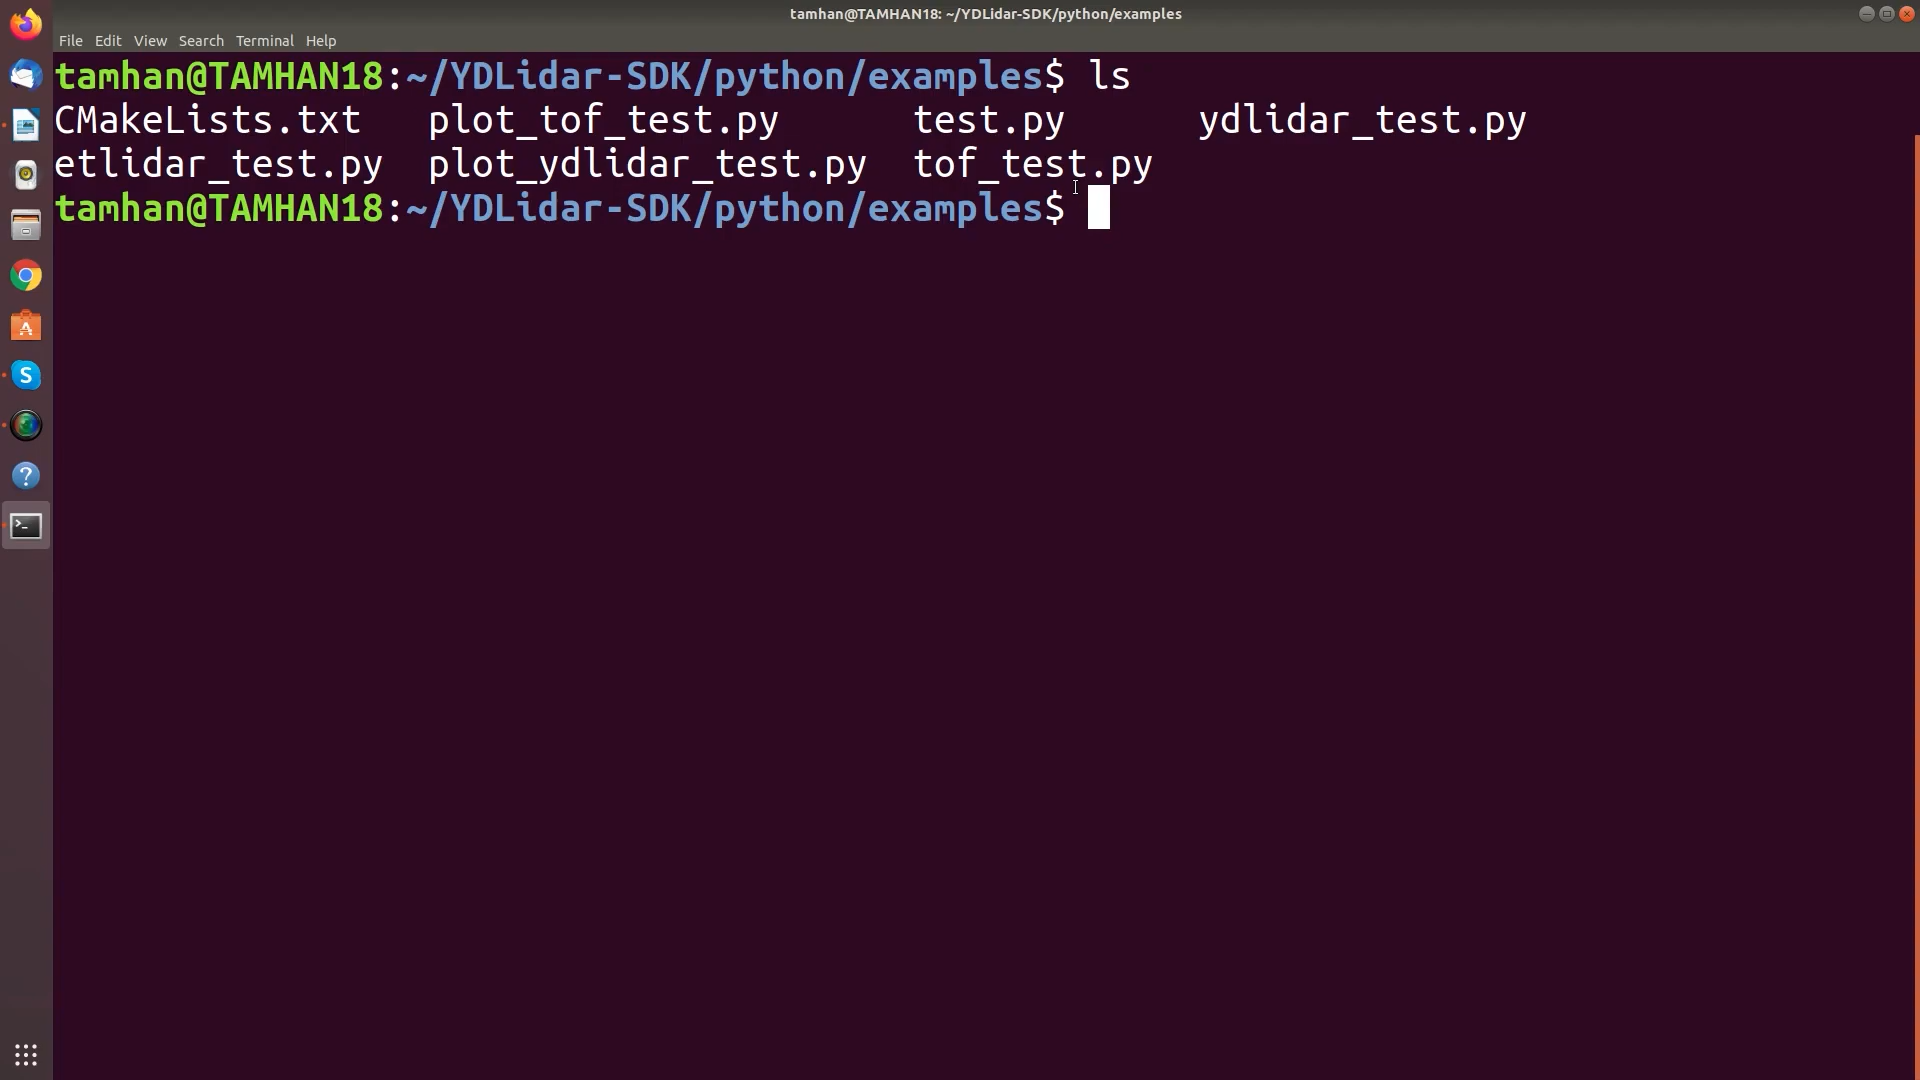 tamhan@TAMHAN18: ~/YDLidar-SDK/python/examples
File Edit View Search Terminal Help
tamhan@TAMHAN18:~/YDLidar-SDK/python/examples$ ls
CMakeLists.txt plot_tof_test.py test.py ydlidar_test.py
etlidar_test.py plot_ydlidar_test.py tof_test.py
tamhan@TAMHAN18:~/YDLidar-SDK/python/examples$